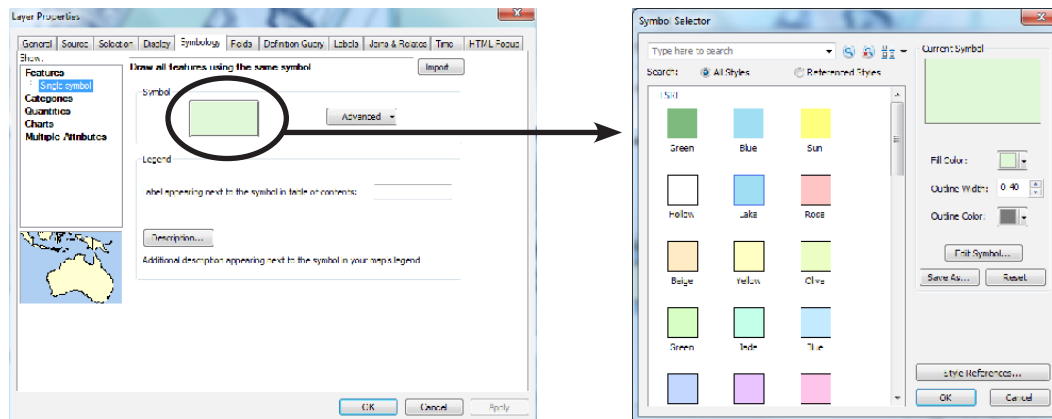 Layer Properties
General Source Selection Display Symbology Fields Definition Query Labels Joins & Relates Time HTML Popup
Show:
Features
Single symbol
Categories
Quantities
Charts
Multiple Attributes
Draw all features using the same symbol
Import...
Symbol
Advanced
Legend
Label appearing next to the symbol in table of contents:
Description...
Additional description appearing next to the symbol in your map's legend
OK Cancel Apply
Symbol Selector
Type here to search
Search: All Styles Referenced Styles
ESRI
Green Blue Sun
Hollow Lake Rose
Beige Yellow Olive
Green Jade Blue
Current Symbol
Fill Color:
Outline Width: 0.40
Outline Color:
Edit Symbol...
Save As... Reset
Style References...
OK Cancel